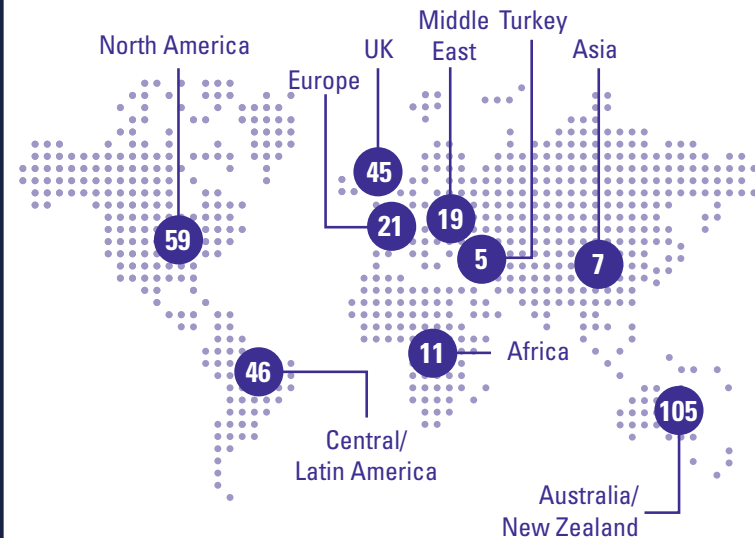 Middle Turkey
North America
UK
East
Asia
Europe
45
21
19
59
5
7
11
Africa
46
105
Central/
Latin America
Australia/
New Zealand